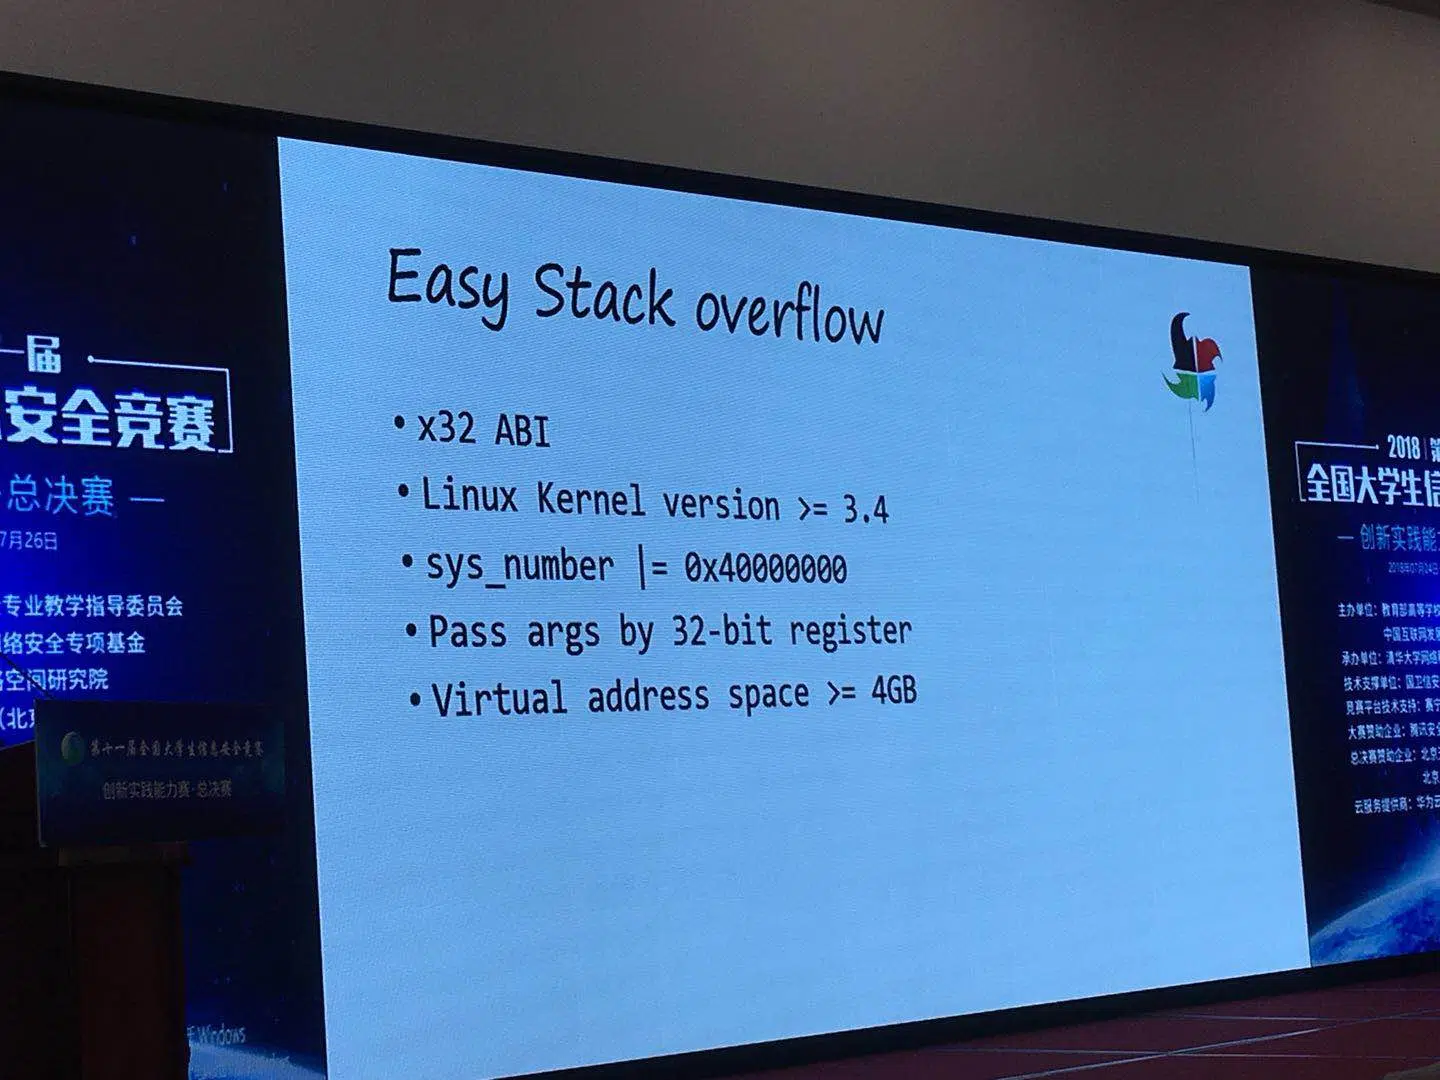 一届
安全竞赛
总决赛 —
7月26日
专业教学指导委员会
络安全专项基金
空间研究院
(北京
第十一届全国大学生信息安全竞赛
创新实践能力赛·总决赛
Windows
Easy Stack overflow
• x32 ABI
• Linux Kernel version >= 3.4
• sys_number |= 0x40000000
• Pass args by 32-bit register
• Virtual address space >= 4GB
2018 第
全国大学生信
— 创新实践能
2018年07月24日
主办单位：教育部高等学校
中国互联网发展
承办单位：清华大学网络
技术支撑单位：国卫信安
竞赛平台技术支持：赛宁
大赛赞助企业：腾讯安全
总决赛赞助企业：北京
北京
云服务提供商：华为云